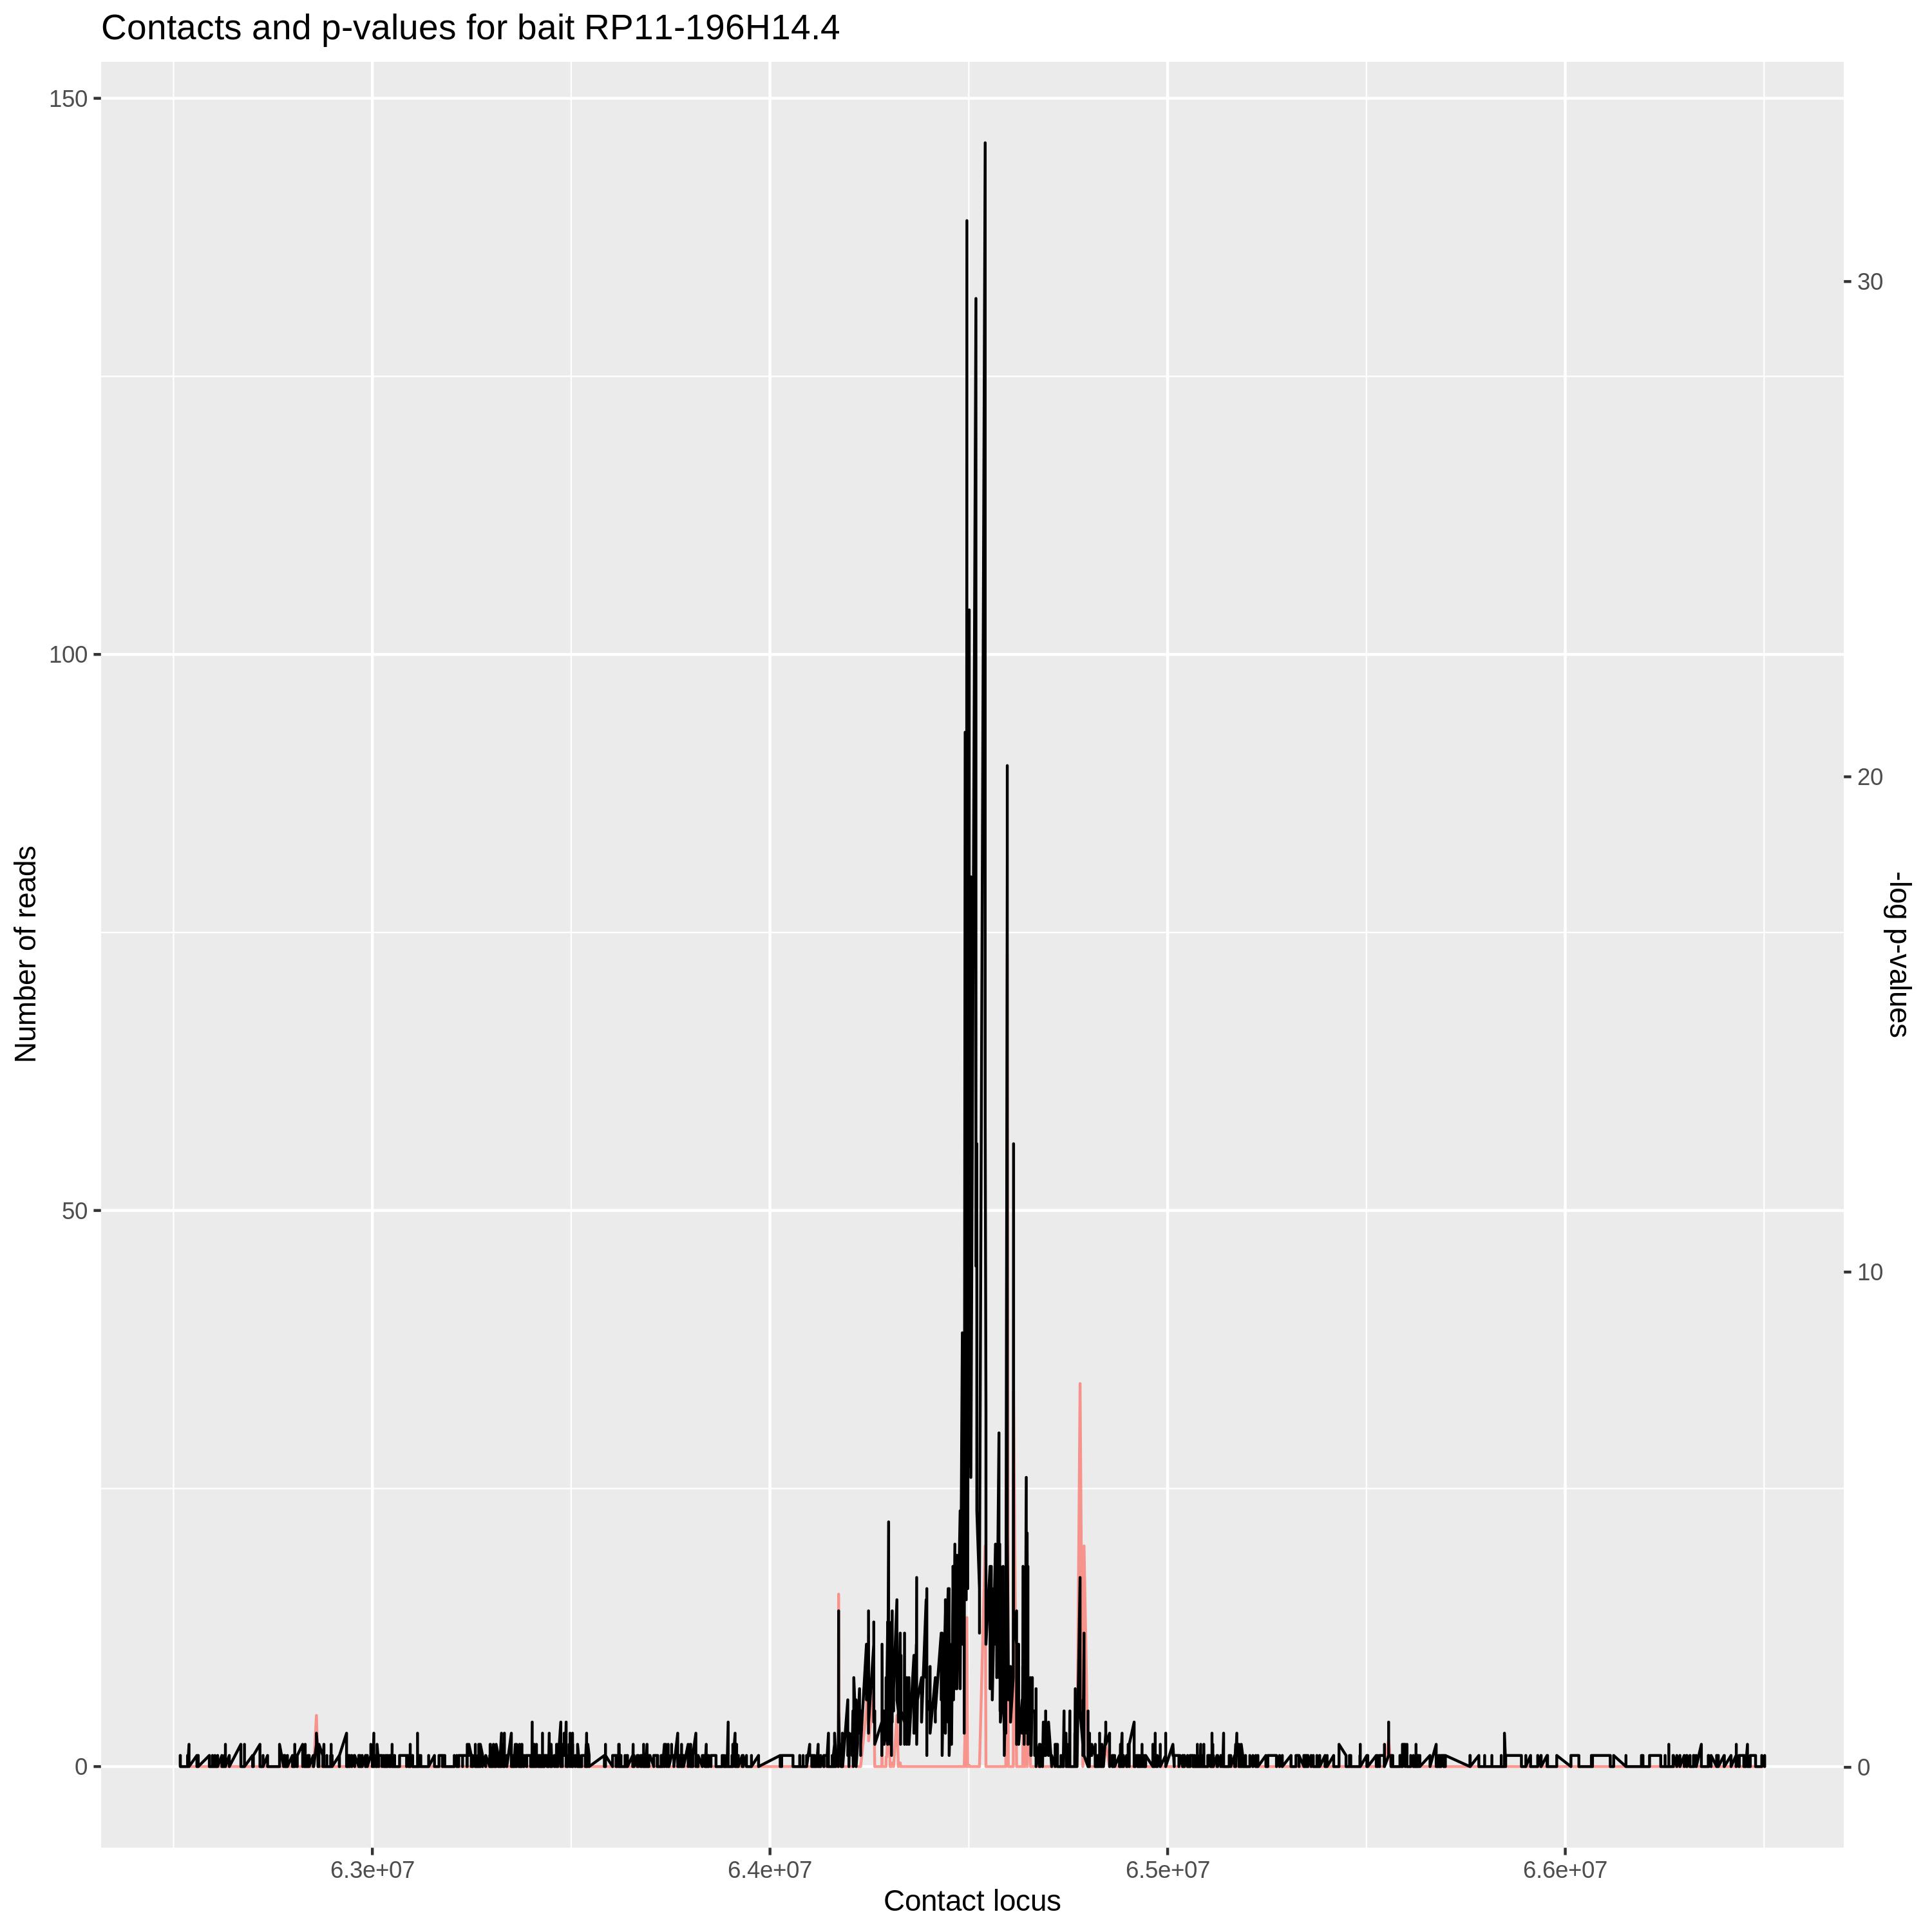 Contacts and p-values for bait RP11-196H14.4
150
100
50
0
30
20
10
0
Number of reads
-log p-values
6.3e+07
6.4e+07
6.5e+07
6.6e+07
Contact locus